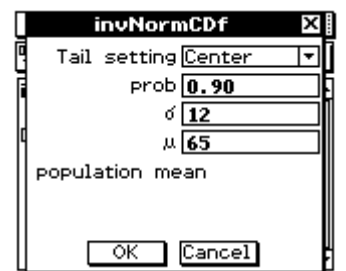 invNormCDf X
Tail setting Center
prob 0.90
σ 12
μ 65
population mean
OK Cancel